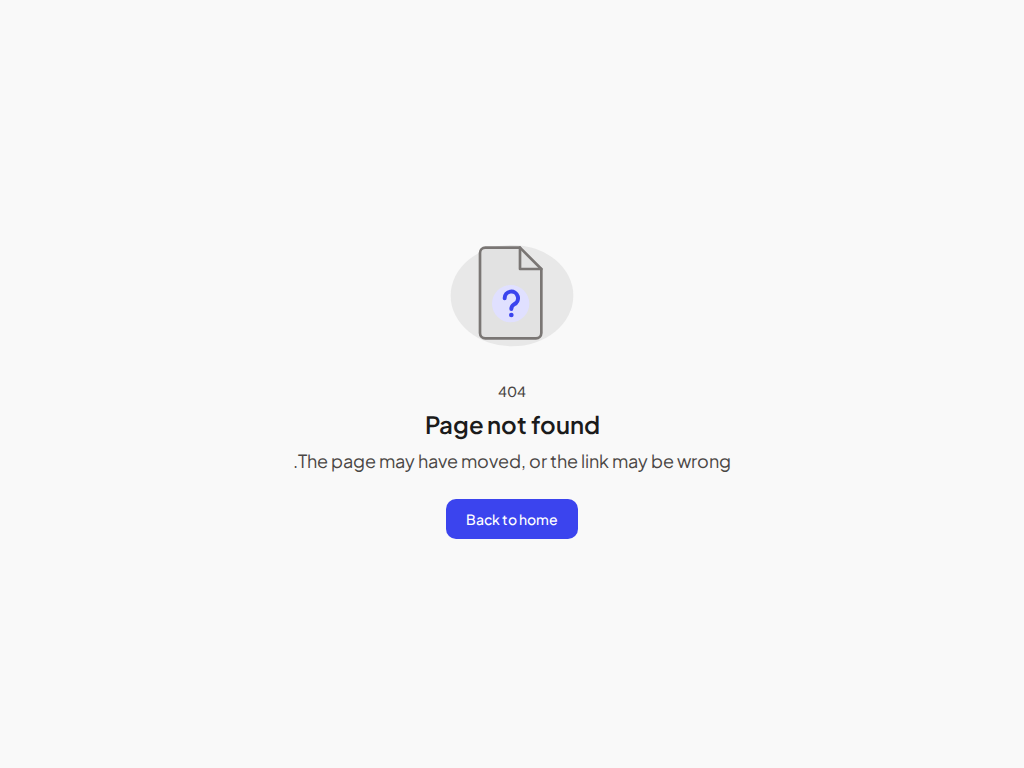 ?
404
Page not found
.The page may have moved, or the link may be wrong
Back to home